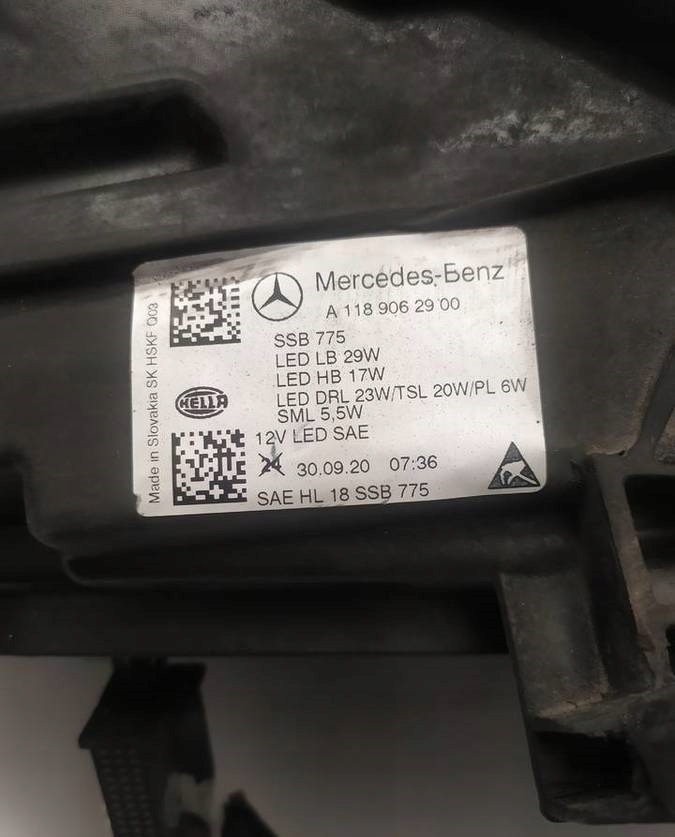 Mercedes-Benz
A 118 906 29 00
SSB 775
LED LB 29W
LED HB 17W
LED DRL 23W/TSL 20W/PL 6W
SML 5,5W
12V LED SAE
24 30.09.20 07:36
SAE HL 18 SSB 775
HELLA
Made in Slovakia SK HSKF Q03